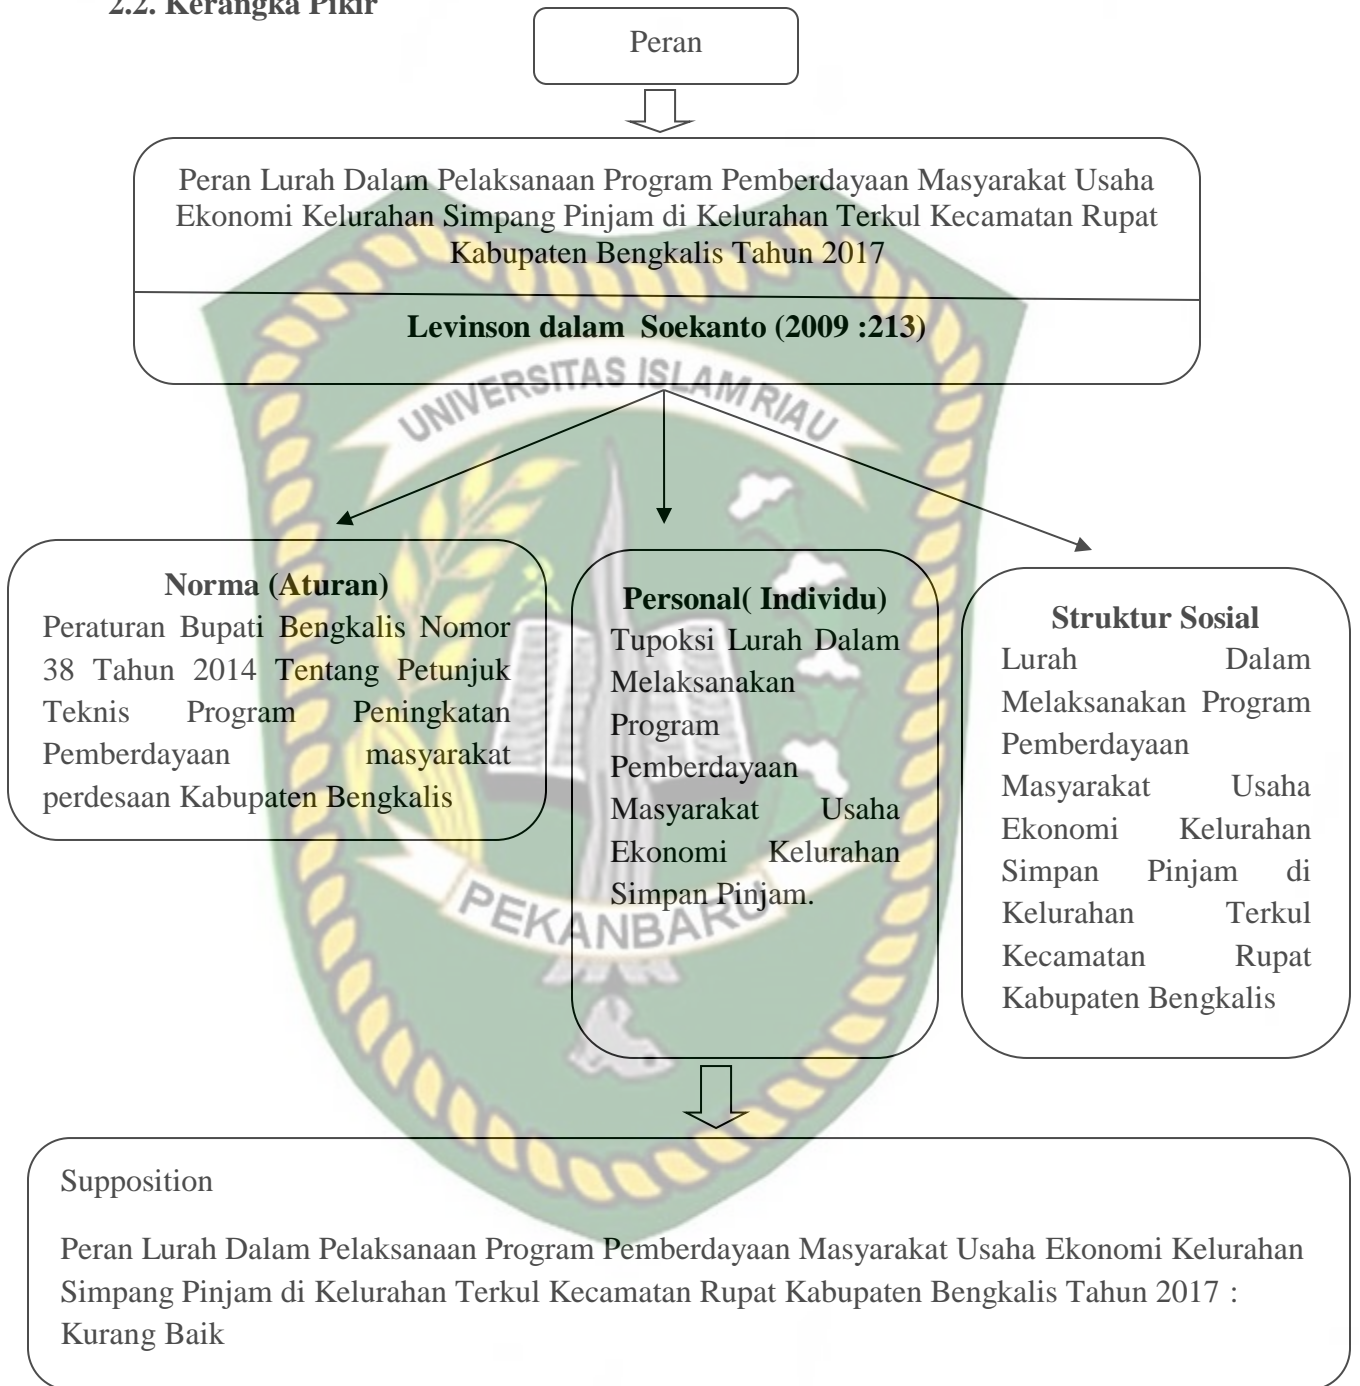 2.2. Kerangka Pikir
Peran
Peran Lurah Dalam Pelaksanaan Program Pemberdayaan Masyarakat Usaha
Ekonomi Kelurahan Simpang Pinjam di Kelurahan Terkul Kecamatan Rupat
Kabupaten Bengkalis Tahun 2017
Levinson dalam Soekanto (2009 :213)
UNIVERSITAS ISLAM RIAU
Norma (Aturan)
Peraturan Bupati Bengkalis Nomor
38 Tahun 2014 Tentang Petunjuk
Teknis Program Peningkatan
Pemberdayaan masyarakat
perdesaan Kabupaten Bengkalis
Personal( Individu)
Tupoksi Lurah Dalam
Melaksanakan
Program
Pemberdayaan
Masyarakat Usaha
Ekonomi Kelurahan
Simpan Pinjam.
Struktur Sosial
Lurah Dalam
Melaksanakan Program
Pemberdayaan
Masyarakat Usaha
Ekonomi Kelurahan
Simpan Pinjam di
Kelurahan Terkul
Kecamatan Rupat
Kabupaten Bengkalis
PEKANBARU
Supposition
Peran Lurah Dalam Pelaksanaan Program Pemberdayaan Masyarakat Usaha Ekonomi Kelurahan
Simpang Pinjam di Kelurahan Terkul Kecamatan Rupat Kabupaten Bengkalis Tahun 2017 :
Kurang Baik